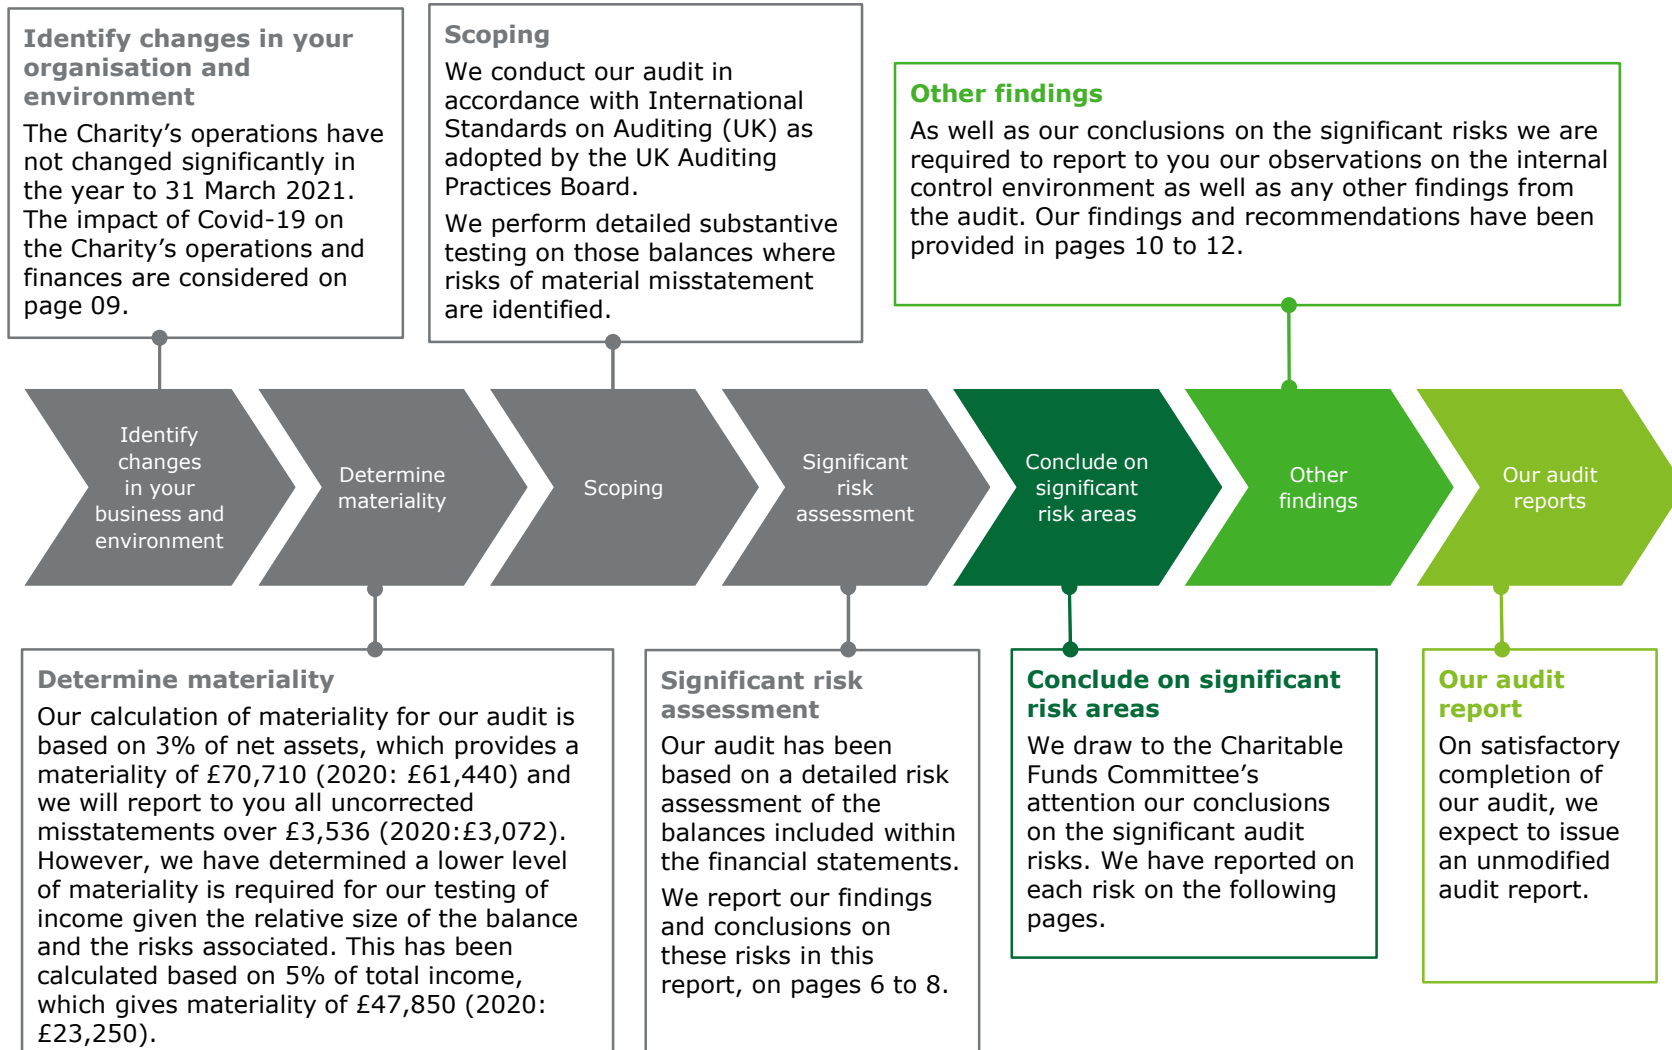 Identify changes in your
organisation and
environment
The Charity’s operations have
not changed significantly in
the year to 31 March 2021.
The impact of Covid-19 on
the Charity’s operations and
finances are considered on
page 09.
Scoping
We conduct our audit in
accordance with International
Standards on Auditing (UK) as
adopted by the UK Auditing
Practices Board.
We perform detailed substantive
testing on those balances where
risks of material misstatement
are identified.
Other findings
As well as our conclusions on the significant risks we are
required to report to you our observations on the internal
control environment as well as any other findings from
the audit. Our findings and recommendations have been
provided in pages 10 to 12.
Identify
changes
in your
business and
environment
Determine
materiality
Scoping
Significant
risk
assessment
Conclude on
significant
risk areas
Other
findings
Our audit
reports
Determine materiality
Our calculation of materiality for our audit is
based on 3% of net assets, which provides a
materiality of £70,710 (2020: £61,440) and
we will report to you all uncorrected
misstatements over £3,536 (2020:£3,072).
However, we have determined a lower level
of materiality is required for our testing of
income given the relative size of the balance
and the risks associated. This has been
calculated based on 5% of total income,
which gives materiality of £47,850 (2020:
£23,250).
Significant risk
assessment
Our audit has been
based on a detailed risk
assessment of the
balances included within
the financial statements.
We report our findings
and conclusions on
these risks in this
report, on pages 6 to 8.
Conclude on significant
risk areas
We draw to the Charitable
Funds Committee’s
attention our conclusions
on the significant audit
risks. We have reported on
each risk on the following
pages.
Our audit
report
On satisfactory
completion of
our audit, we
expect to issue
an unmodified
audit report.